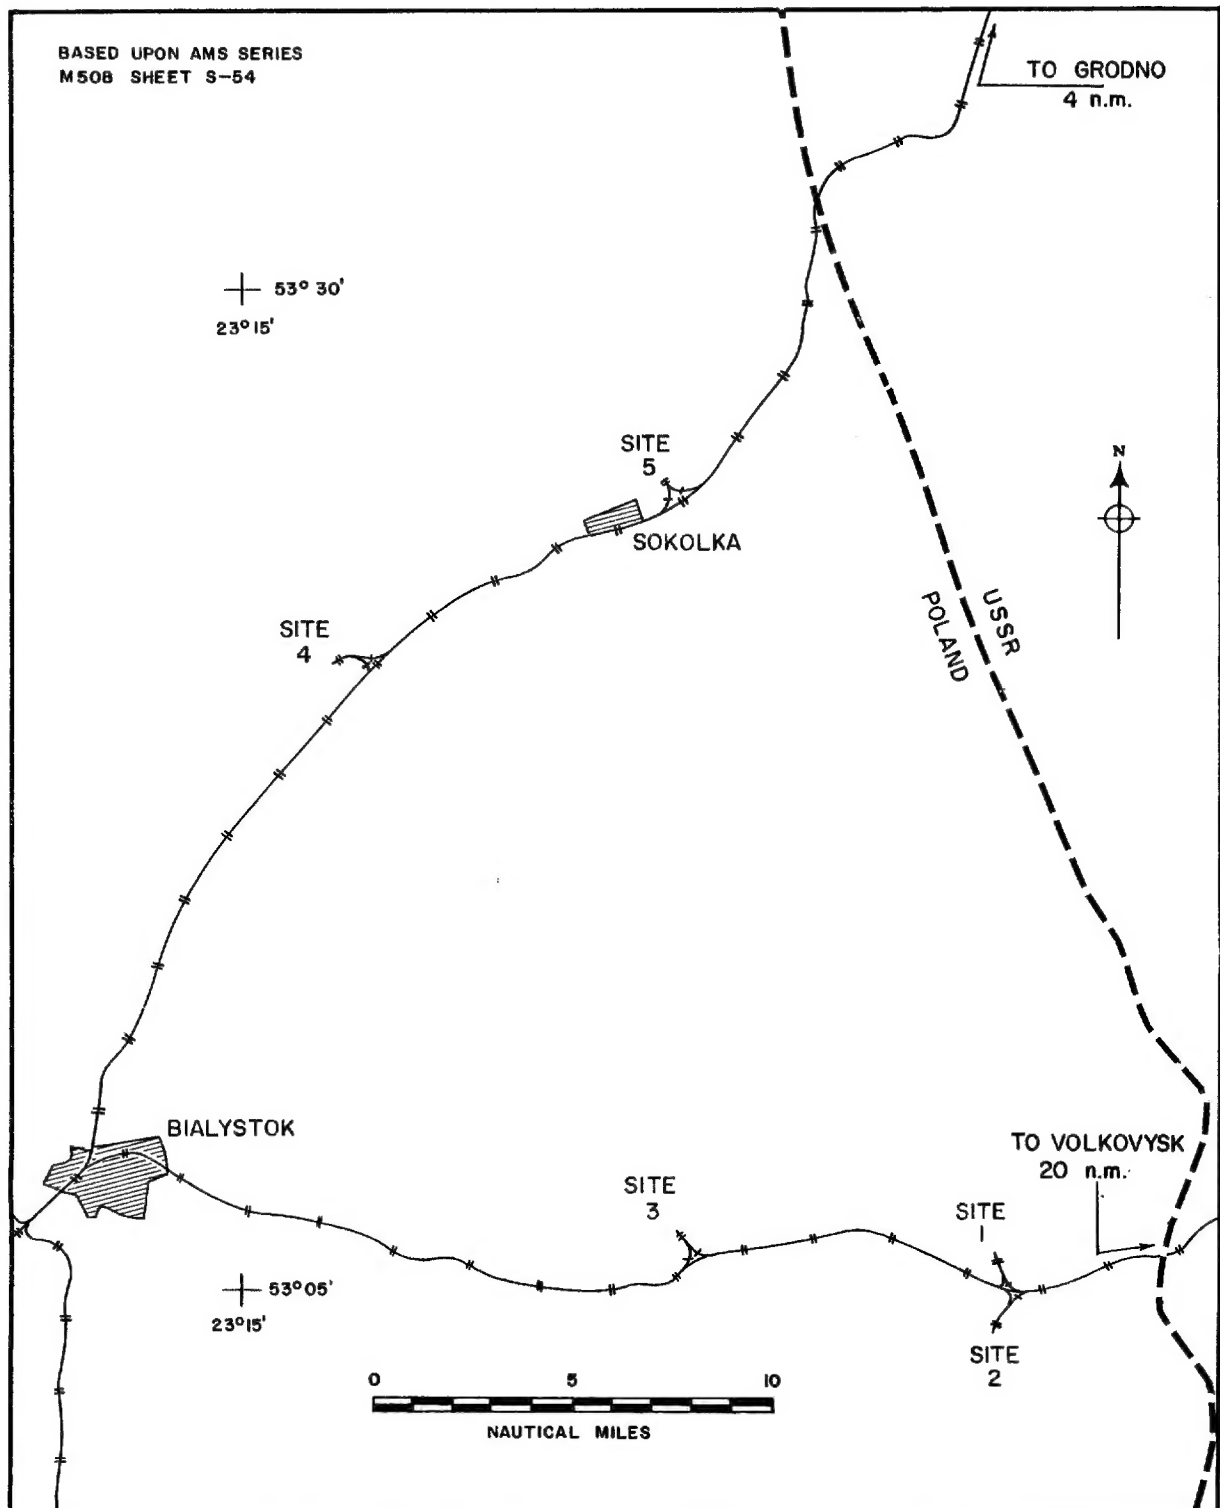 BASED UPON AMS SERIES
M508 SHEET S-54
TO GRODNO
4 n.m.
53° 30'
23° 15'
SITE
5
N
SOKOLKA
USSR
POLAND
SITE
4
BIALYSTOK
TO VOLKOVYSK
20 n.m.
SITE
3
SITE
1
53° 05'
23° 15'
SITE
2
0 5 10
NAUTICAL MILES